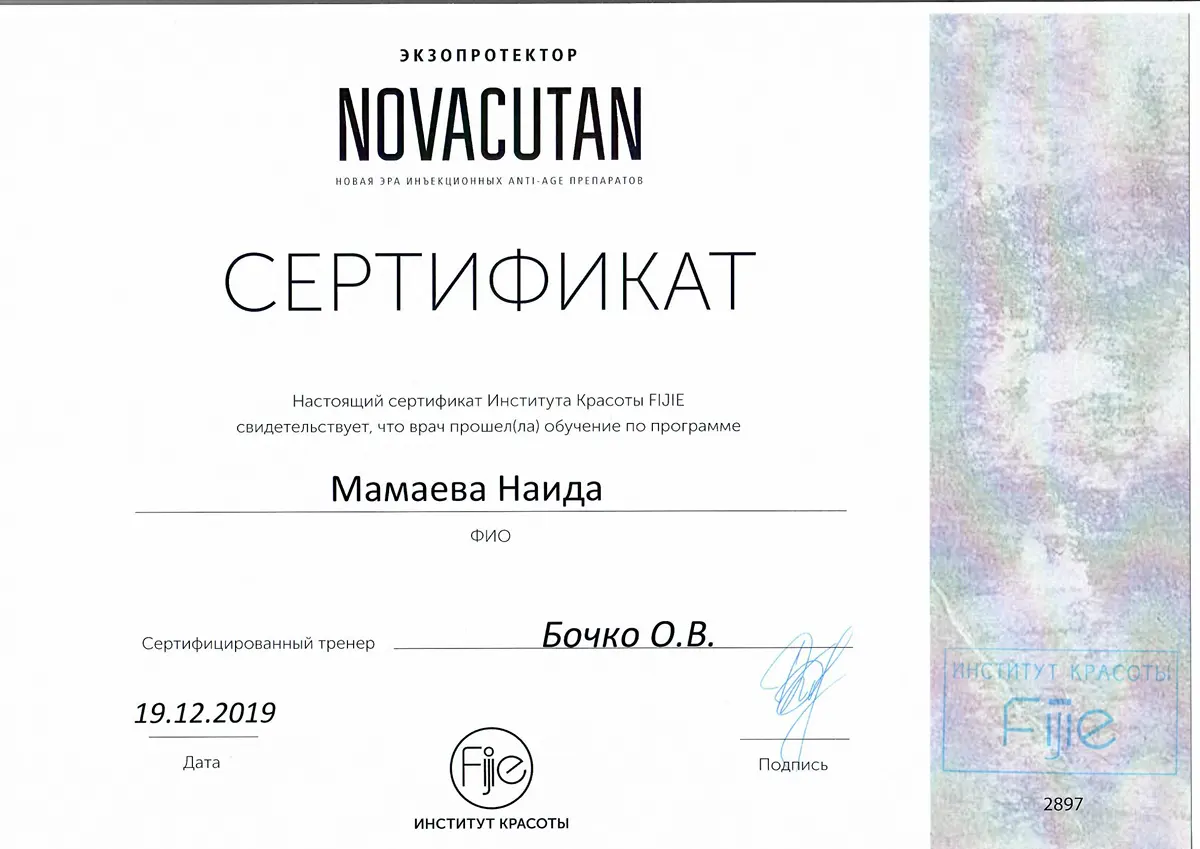 ЭКЗОПРОТЕКТОР
NOVACUTAN
НОВАЯ ЭРА ИНЪЕКЦИОННЫХ ANTI-AGE ПРЕПАРАТОВ
СЕРТИФИКАТ
Настоящий сертификат Института Красоты FIJIE
свидетельствует, что врач прошел(ла) обучение по программе
Мамаева Наида
ФИО
Сертифицированный тренер Бочко О.В.
19.12.2019
Дата
Подпись
Fijie
ИНСТИТУТ КРАСОТЫ
ИНСТИТУТ КРАСОТЫ
Fijie
2897